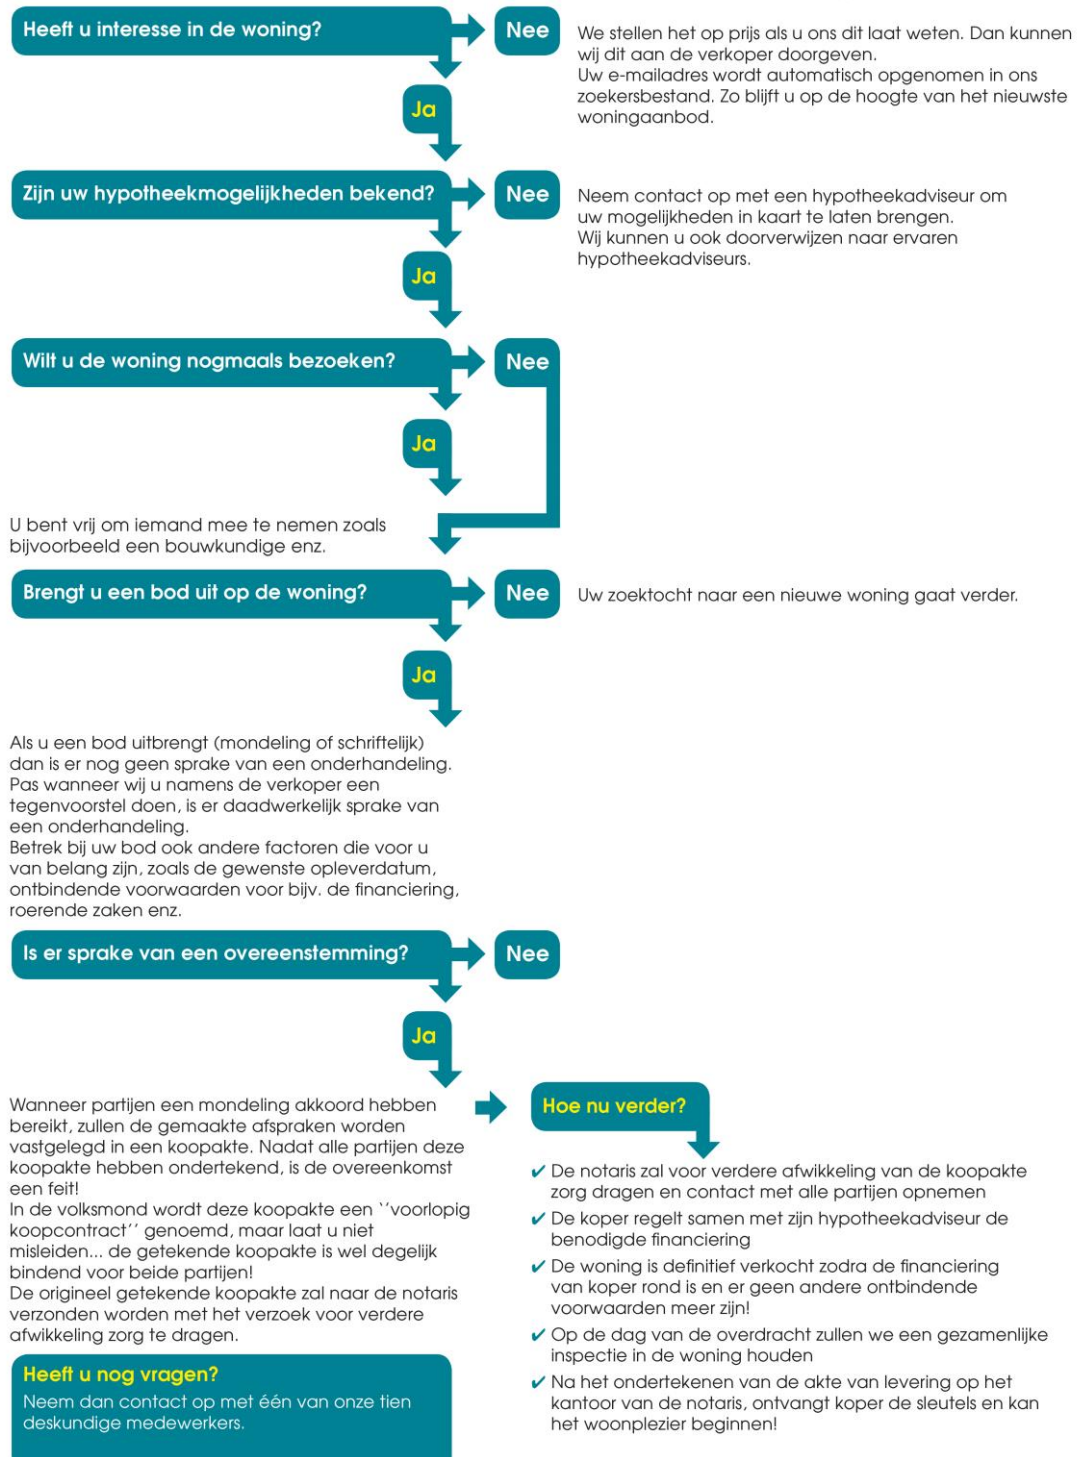 Heeft u interesse in de woning?
Nee
We stellen het op prijs als u ons dit laat weten. Dan kunnen
wij dit aan de verkoper doorgeven.
Uw e-mailadres wordt automatisch opgenomen in ons
zoekersbestand. Zo blijft u op de hoogte van het nieuwste
woningaanbod.
Ja
Zijn uw hypotheekmogelijkheden bekend?
Nee
Neem contact op met een hypotheekadviseur om
uw mogelijkheden in kaart te laten brengen.
Wij kunnen u ook doorverwijzen naar ervaren
hypotheekadviseurs.
Ja
Wilt u de woning nogmaals bezoeken?
Nee
Ja
U bent vrij om iemand mee te nemen zoals
bijvoorbeeld een bouwkundige enz.
Brengt u een bod uit op de woning?
Nee
Uw zoektocht naar een nieuwe woning gaat verder.
Ja
Als u een bod uitbrengt (mondeling of schriftelijk)
dan is er nog geen sprake van een onderhandeling.
Pas wanneer wij u namens de verkoper een
tegenvoorstel doen, is er daadwerkelijk sprake van
een onderhandeling.
Betrek bij uw bod ook andere factoren die voor u
van belang zijn, zoals de gewenste opleverdatum,
ontbindende voorwaarden voor bijv. de financiering,
roerende zaken enz.
Is er sprake van een overeenstemming?
Nee
Ja
Wanneer partijen een mondeling akkoord hebben
bereikt, zullen de gemaakte afspraken worden
vastgelegd in een koopakte. Nadat alle partijen deze
koopakte hebben ondertekend, is de overeenkomst
een feit!
In de volksmond wordt deze koopakte een ‵′voorlopig
koopcontract′′ genoemd, maar laat u niet
misleiden... de getekende koopakte is wel degelijk
bindend voor beide partijen!
De origineel getekende koopakte zal naar de notaris
verzonden worden met het verzoek voor verdere
afwikkeling zorg te dragen.
Heeft u nog vragen?
Neem dan contact op met één van onze tien
deskundige medewerkers.
Hoe nu verder?
✔ De notaris zal voor verdere afwikkeling van de koopakte
zorg dragen en contact met alle partijen opnemen
✔ De koper regelt samen met zijn hypotheekadviseur de
benodigde financiering
✔ De woning is definitief verkocht zodra de financiering
van koper rond is en er geen andere ontbindende
voorwaarden meer zijn!
✔ Op de dag van de overdracht zullen we een gezamenlijke
inspectie in de woning houden
✔ Na het ondertekenen van de akte van levering op het
kantoor van de notaris, ontvangt koper de sleutels en kan
het woonplezier beginnen!